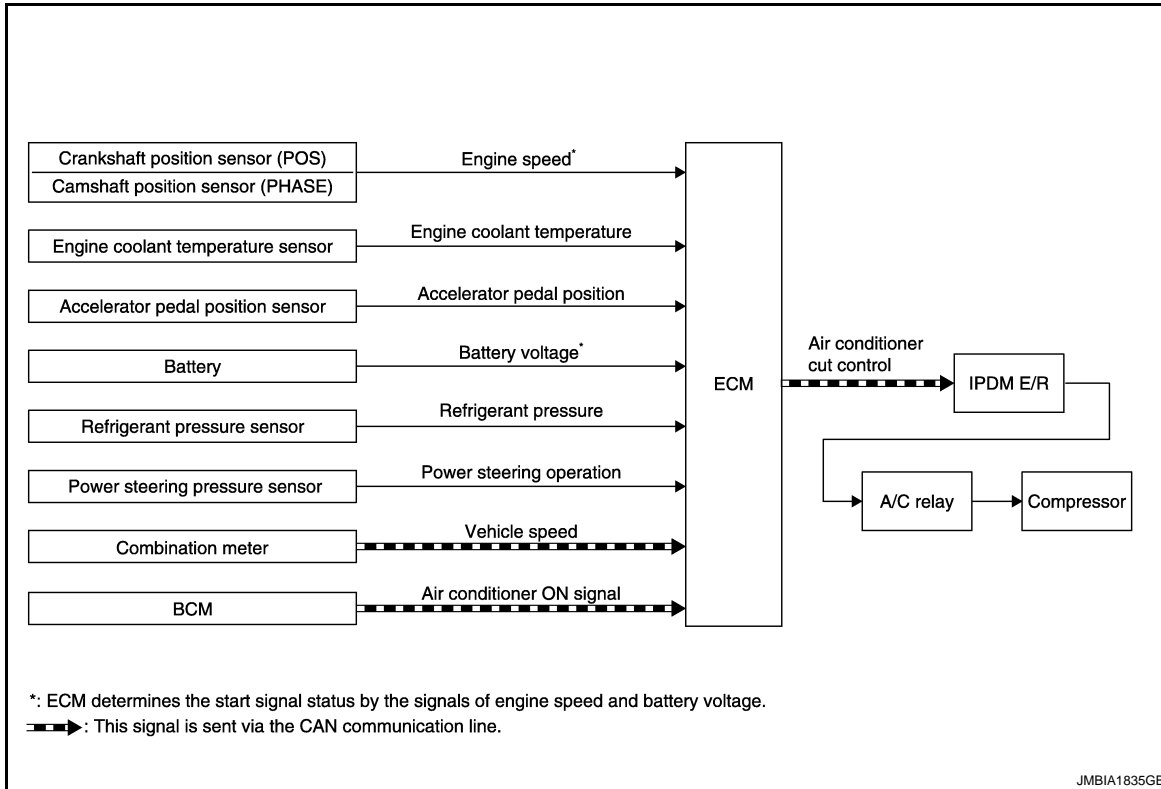 Crankshaft position sensor (POS)
Camshaft position sensor (PHASE)
Engine speed*
Engine coolant temperature sensor
Engine coolant temperature
Accelerator pedal position sensor
Accelerator pedal position
Battery
Battery voltage*
Refrigerant pressure sensor
Refrigerant pressure
Power steering pressure sensor
Power steering operation
Combination meter
Vehicle speed
BCM
Air conditioner ON signal
ECM
Air conditioner
cut control
IPDM E/R
A/C relay
Compressor
*: ECM determines the start signal status by the signals of engine speed and battery voltage.
: This signal is sent via the CAN communication line.
JMBIA1835GB